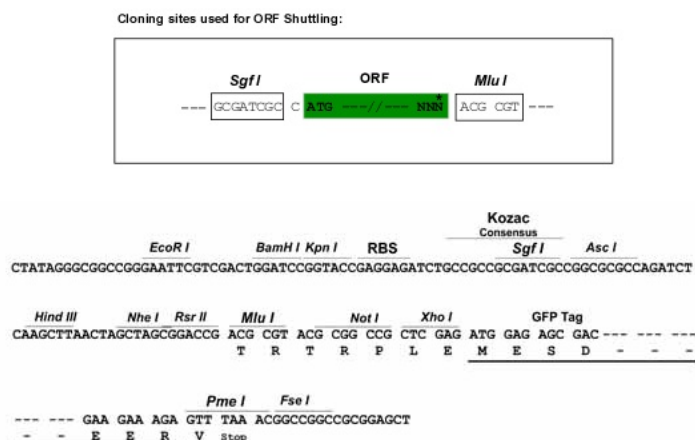 Cloning sites used for ORF Shuttling:
Sgf I ORF Mlu I
--- GCGATCGC C ATG ---//--- NNN* ACG CGT ---
Kozac
Consensus
EcoR I BamH I Kpn I RBS Sgf I Asc I
CTATAGGGCGGCCGGGAATTCGTCGACTGGATCCGGTACCGAGGAGATCTGCCGCCGCGATCGCCGGCGCGCCAGATCT
Hind III Nhe I Rsr II Mlu I Not I Xho I GFP Tag
CAAGCTTAACTAGCTAGCGGACCG ACG CGT ACG CGG CCG CTC GAG ATG GAG AGC GAC --- ---
T R T R P L E M E S D - - -
Pme I Fse I
--- --- GAA GAA AGA GTT TAA ACGGCCGGCCGCGGAGCT
- - E E R V Stop